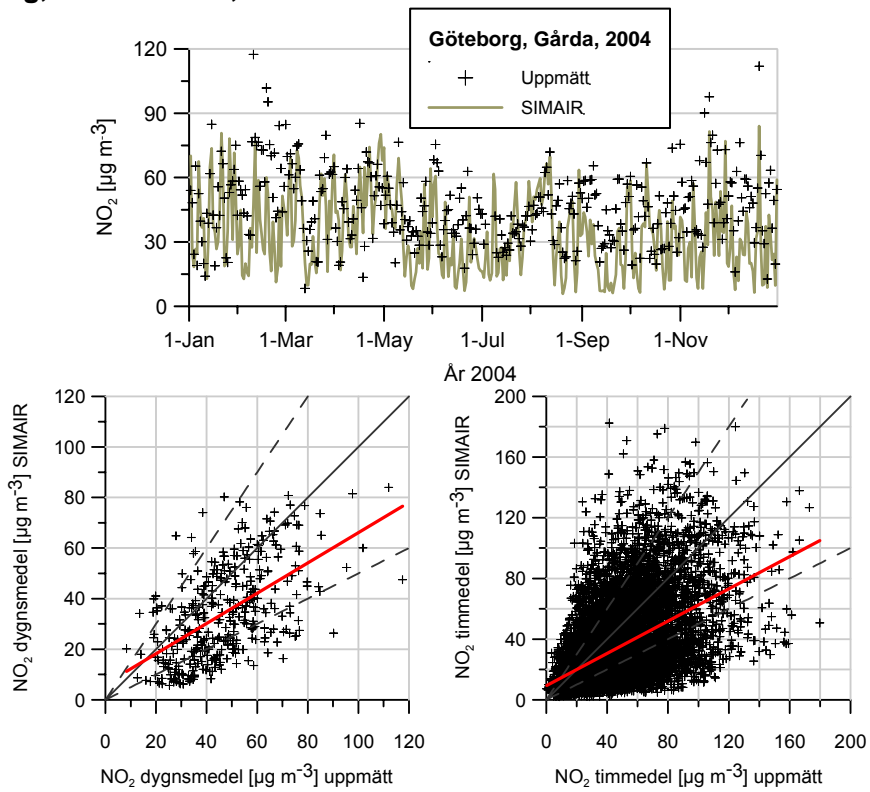 Göteborg, Gårda, 2004
Uppmätt
SIMAIR
NO2 [µg m-3]
120
90
60
30
0
1-Jan 1-Mar 1-May 1-Jul 1-Sep 1-Nov
År 2004
NO2 dygnsmedel [µg m-3] SIMAIR
120
100
80
60
40
20
0
0 20 40 60 80 100 120
NO2 dygnsmedel [µg m-3] uppmätt
NO2 timmedel [µg m-3] SIMAIR
200
160
120
80
40
0
0 40 80 120 160 200
NO2 timmedel [µg m-3] uppmätt